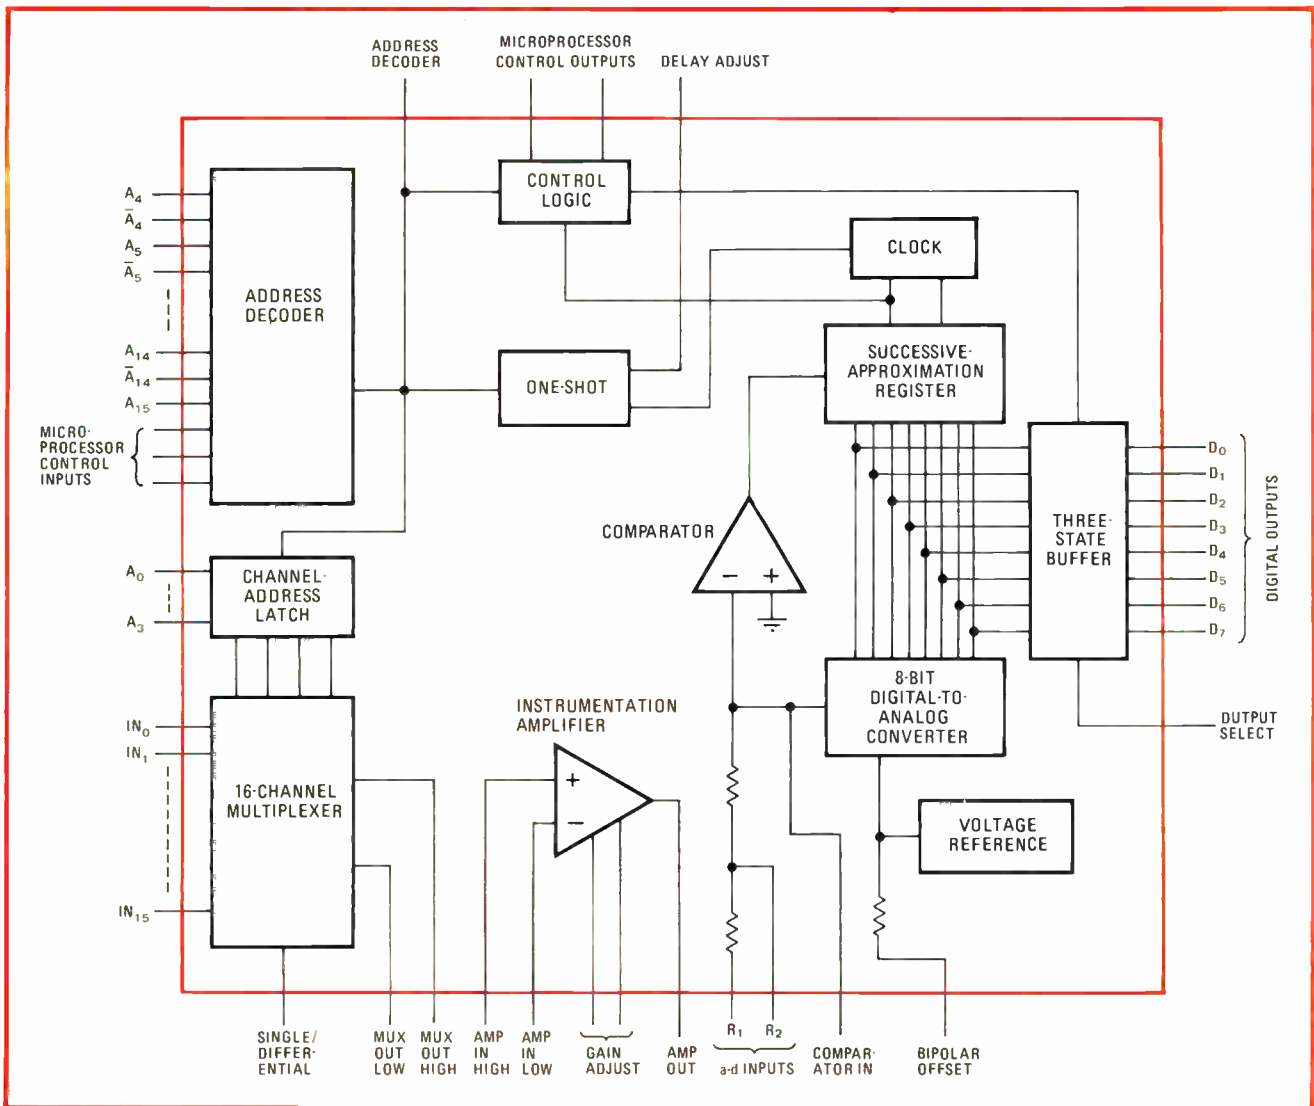 ADDRESS
DECODER
MICROPROCESSOR
CONTROL OUTPUTS
DELAY ADJUST
A4
A̅4
A5
A̅5
A14
A̅14
A15
MICRO-
PROCESSOR
CONTROL
INPUTS
ADDRESS
DECODER
CONTROL
LOGIC
CLOCK
ONE-SHOT
SUCCESSIVE-
APPROXIMATION
REGISTER
COMPARATOR
− +
THREE-
STATE
BUFFER
D0
D1
D2
D3
D4
D5
D6
D7
DIGITAL OUTPUTS
A0
A3
CHANNEL-
ADDRESS
LATCH
8-BIT
DIGITAL-TO-
ANALOG
CONVERTER
OUTPUT
SELECT
IN0
IN1
IN15
16-CHANNEL
MULTIPLEXER
INSTRUMENTATION
AMPLIFIER
+
−
VOLTAGE
REFERENCE
SINGLE/
DIFFER-
ENTIAL
MUX
OUT
LOW
MUX
OUT
HIGH
AMP
IN
HIGH
AMP
IN
LOW
GAIN
ADJUST
AMP
OUT
R1
R2
a-d INPUTS
COMPAR-
ATOR IN
BIPOLAR
OFFSET